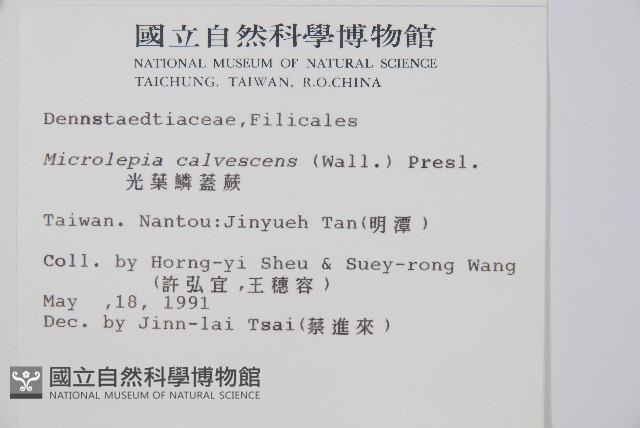 國立自然科學博物館
NATIONAL MUSEUM OF NATURAL SCIENCE
TAICHUNG, TAIWAN, R.O.CHINA
Dennstaedtiaceae,Filicales
Microlepia calvescens (Wall.) Presl.
光葉鱗蓋蕨
Taiwan. Nantou:Jinyueh Tan(明潭)
Coll. by Horng-yi Sheu & Suey-rong Wang
(許弘宜,王穗容)
May ,18, 1991
Dec. by Jinn-lai Tsai(蔡進來)
國立自然科學博物館
NATIONAL MUSEUM OF NATURAL SCIENCE